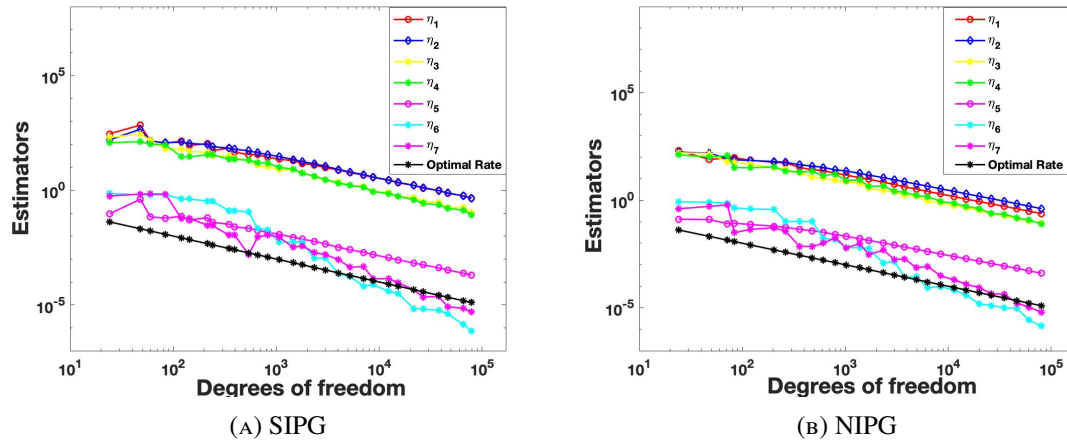 η1
η2
η3
η4
η5
η6
η7
Optimal Rate
10^5
10^0
10^-5
Estimators
10^1 10^2 10^3 10^4 10^5
Degrees of freedom
(A) SIPG
η1
η2
η3
η4
η5
η6
η7
Optimal Rate
10^5
10^0
10^-5
Estimators
10^1 10^2 10^3 10^4 10^5
Degrees of freedom
(B) NIPG